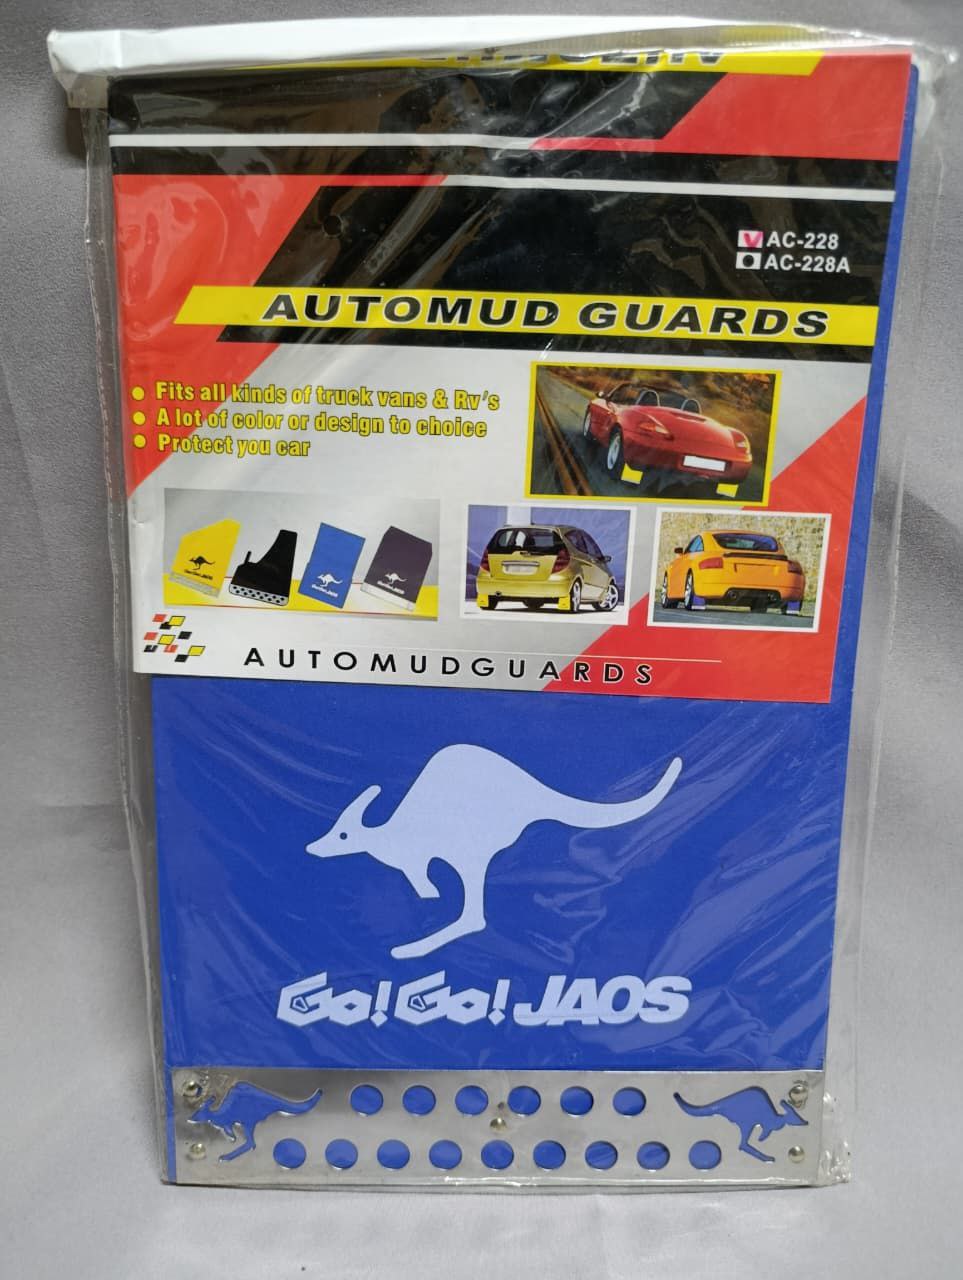 AC-228
AC-228A
AUTOMUD GUARDS
Fits all kinds of truck vans & Rv's
A lot of color or design to choice
Protect you car
AUTOMUDGUARDS
Go! Go! JAOS